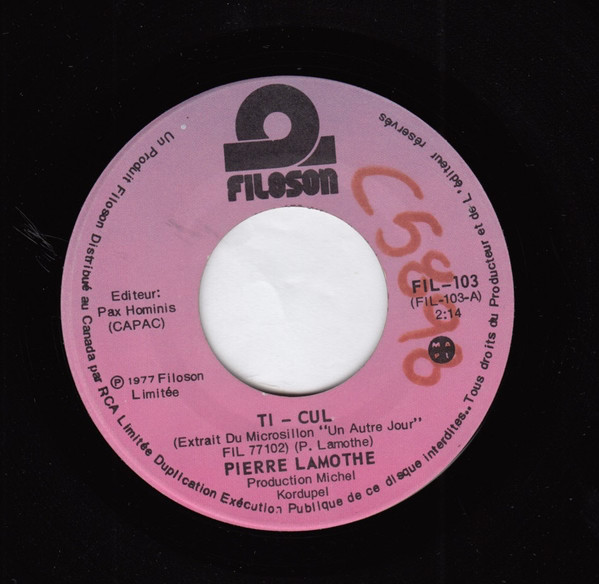 FILOSON
C5890
FIL-103
(FIL-103-A)
2:14
MAPL
Editeur:
Pax Hominis
(CAPAC)
Ⓟ 1977 Filoson
Limitée
TI - CUL
(Extrait Du Microsillon "Un Autre Jour"
FIL 77102) (P. Lamothe)
PIERRE LAMOTHE
Production Michel
Kordupel
Un Produit Filoson Distribué au Canada par RCA Limitée Duplication Exécution Publique de ce disque interdites.. Tous droits du Producteur et de L'éditeur réservés